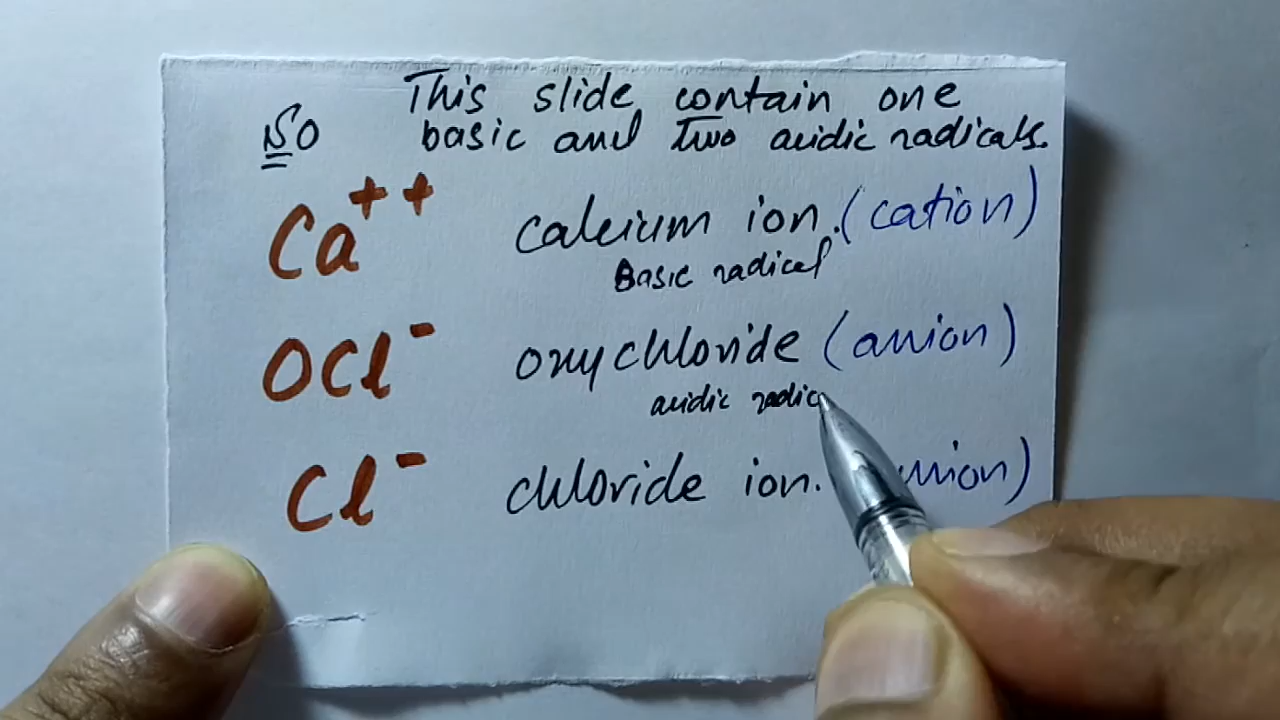 This slide contain one
So basic and two acidic radicals.
Ca++ calcium ion. (cation)
Basic radical
OCl- oxychloride (anion)
acidic radic
Cl- chloride ion.